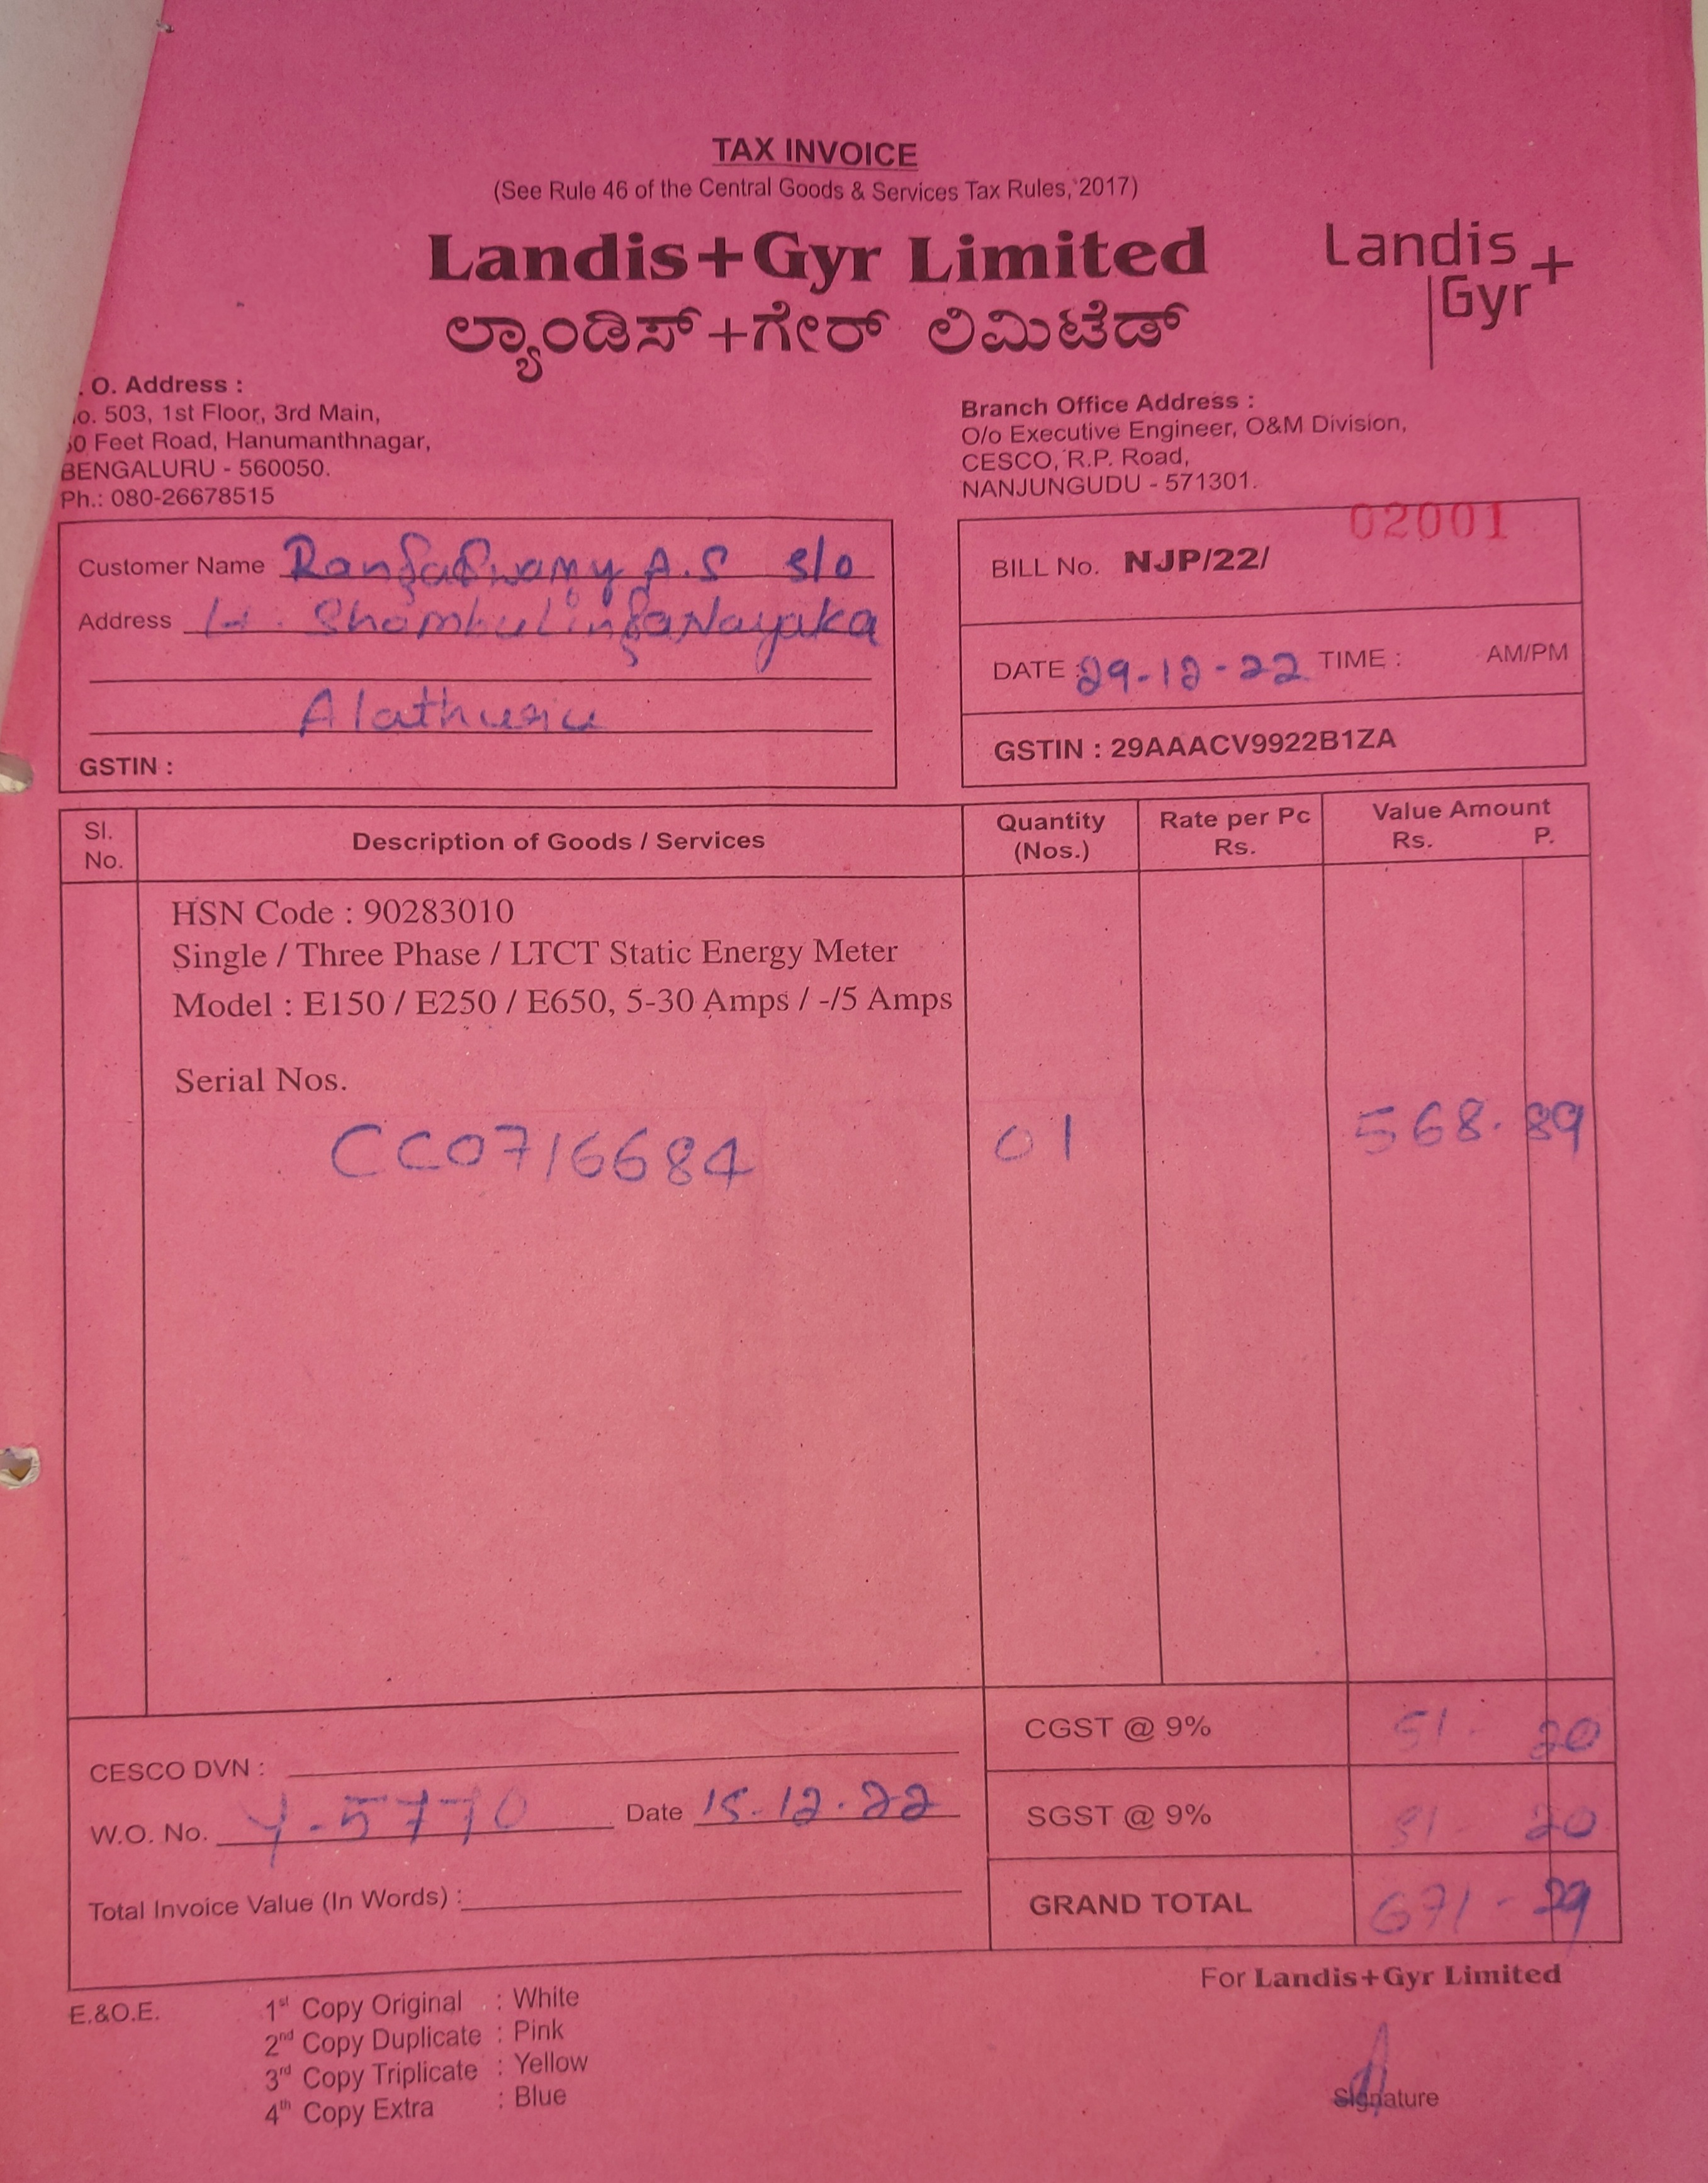 TAX INVOICE
(See Rule 46 of the Central Goods & Services Tax Rules, 2017)
Landis+Gyr Limited
ಲ್ಯಾಂಡಿಸ್+ಗೇರ್ ಲಿಮಿಟೆಡ್
Landis
Gyr+
. O. Address :
o. 503, 1st Floor, 3rd Main,
0 Feet Road, Hanumanthnagar,
BENGALURU - 560050.
Ph.: 080-26678515
Branch Office Address :
O/o Executive Engineer, O&M Division,
CESCO, R.P. Road,
NANJUNGUDU - 571301.
Customer Name RangaSwamy A.S S/o
Address H. ShambulingaNayaka
Alathuru
GSTIN :
02001
BILL No. NJP/22/
DATE : 29-12-22 TIME : AM/PM
GSTIN : 29AAACV9922B1ZA
Sl. No. Description of Goods / Services Quantity (Nos.) Rate per Pc Rs. Value Amount Rs. P.
HSN Code : 90283010
Single / Three Phase / LTCT Static Energy Meter
Model : E150 / E250 / E650, 5-30 Amps / -/5 Amps
Serial Nos.
CC0716684 01 568. 89
CGST @ 9% 51 - 20
SGST @ 9% 51 - 20
GRAND TOTAL 671 - 29
CESCO DVN :
W.O. No. Y-5770 Date 15-12-22
Total Invoice Value (In Words) :
For Landis+Gyr Limited
E.&O.E.
1st Copy Original : White
2nd Copy Duplicate : Pink
3rd Copy Triplicate : Yellow
4th Copy Extra : Blue
Signature